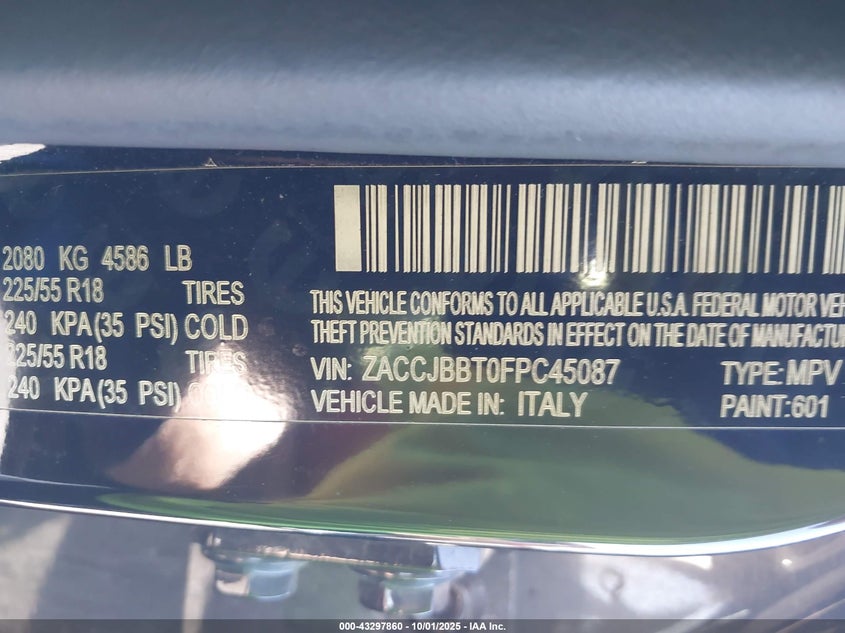 2080 KG 4586 LB
225/55 R18 TIRES
240 KPA(35 PSI) COLD
225/55 R18 TIRES
240 KPA(35 PSI)
THIS VEHICLE CONFORMS TO ALL APPLICABLE U.S.A. FEDERAL MOTOR VEH
THEFT PREVENTION STANDARDS IN EFFECT ON THE DATE OF MANUFACTUR
VIN: ZACCJBBT0FPC45087 TYPE: MPV
VEHICLE MADE IN: ITALY PAINT:601
000-43297860 - 10/01/2025 - IAA Inc.